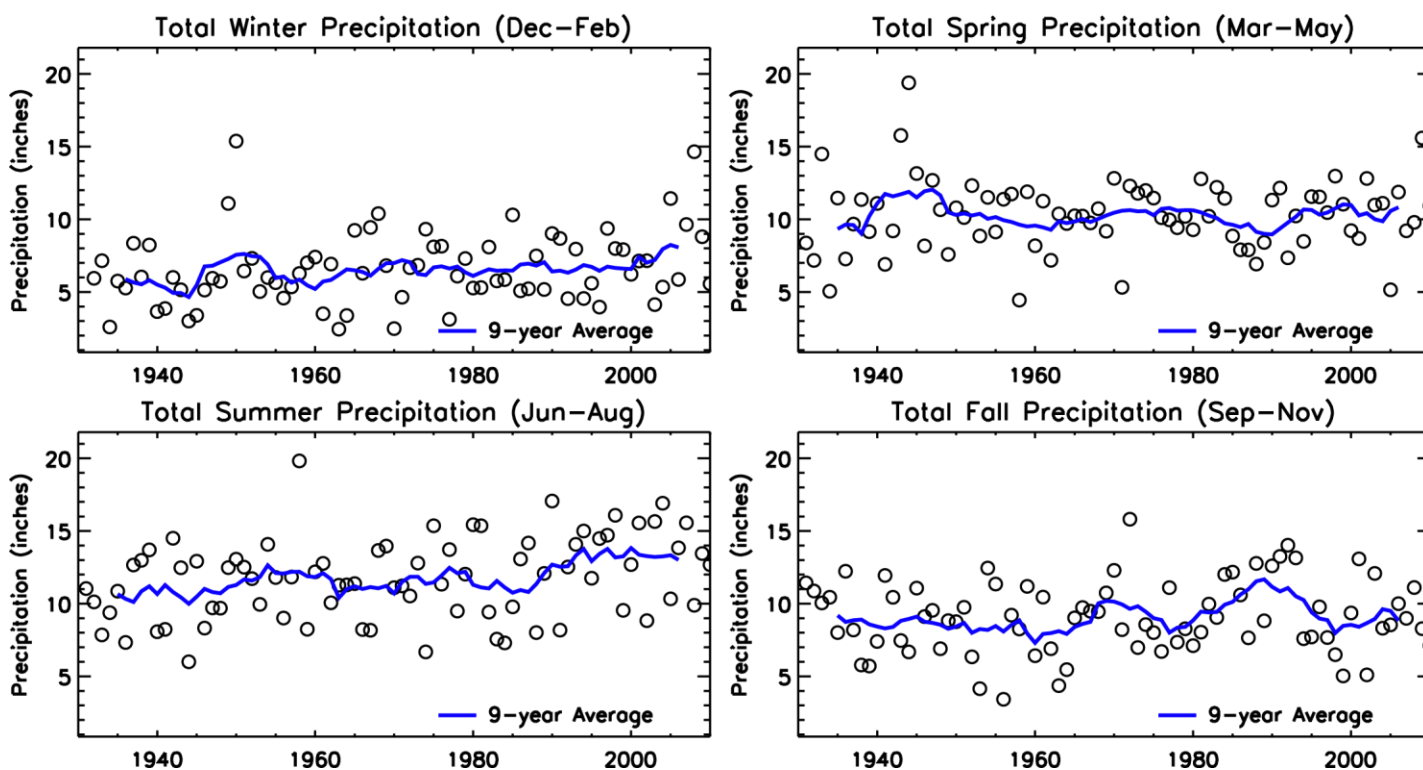 Total Winter Precipitation (Dec-Feb)
Precipitation (inches)
20
15
10
5
9-year Average
1940 1960 1980 2000
Total Spring Precipitation (Mar-May)
Precipitation (inches)
20
15
10
5
9-year Average
1940 1960 1980 2000
Total Summer Precipitation (Jun-Aug)
Precipitation (inches)
20
15
10
5
9-year Average
1940 1960 1980 2000
Total Fall Precipitation (Sep-Nov)
Precipitation (inches)
20
15
10
5
9-year Average
1940 1960 1980 2000